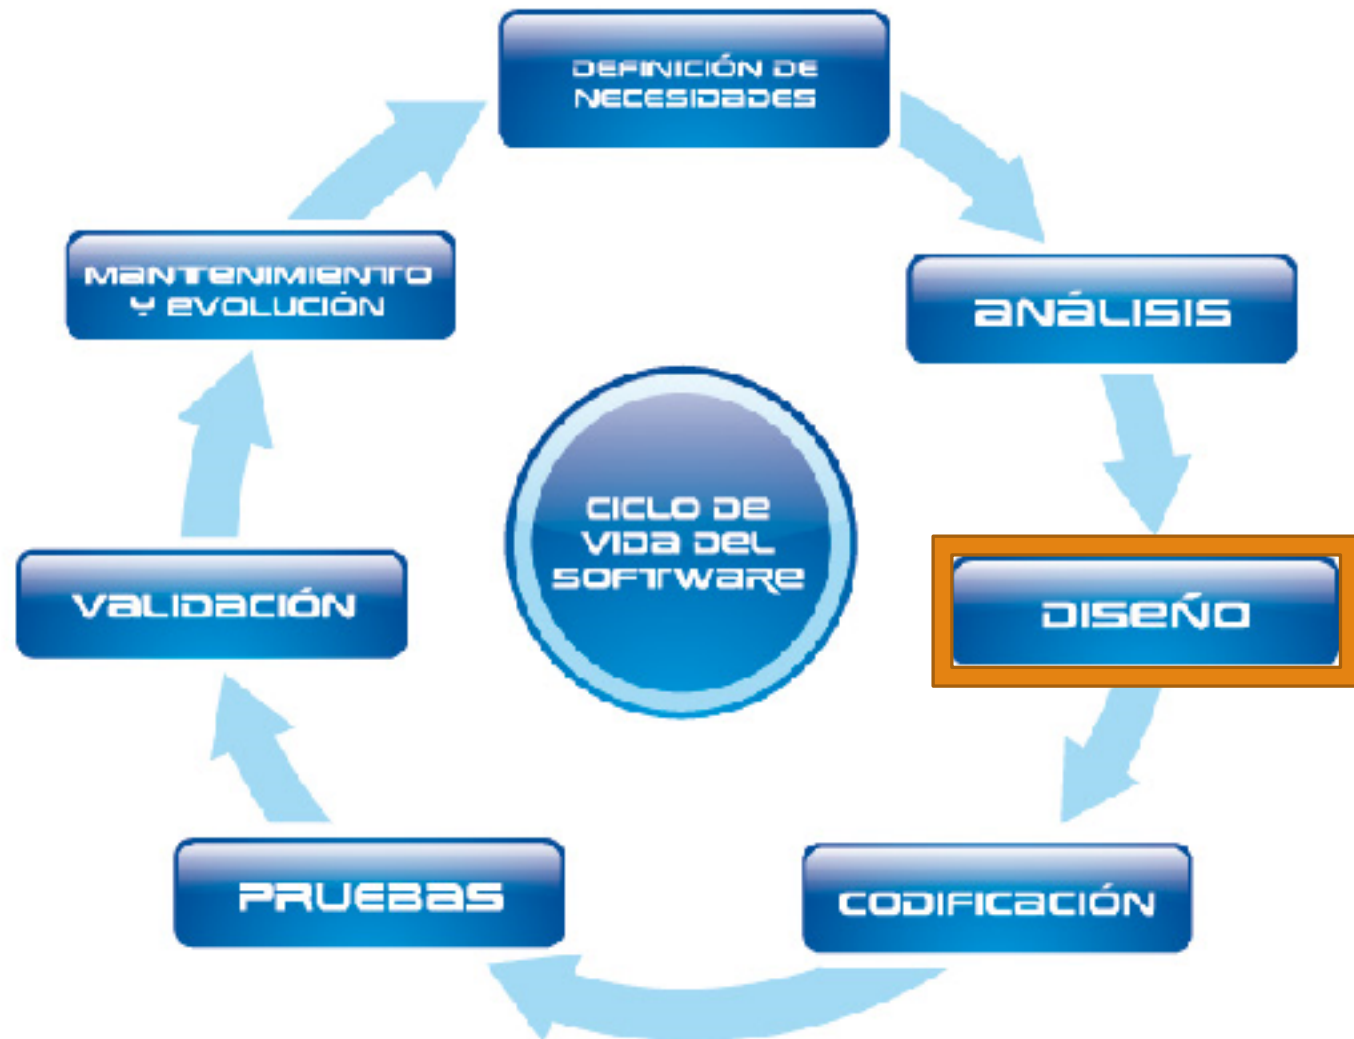 DEFINICIÓN DE
NECESIDADES
ANÁLISIS
DISEÑO
CODIFICACIÓN
PRUEBAS
VALIDACIÓN
MANTENIMIENTO
Y EVOLUCIÓN
CICLO DE
VIDA DEL
SOFTWARE